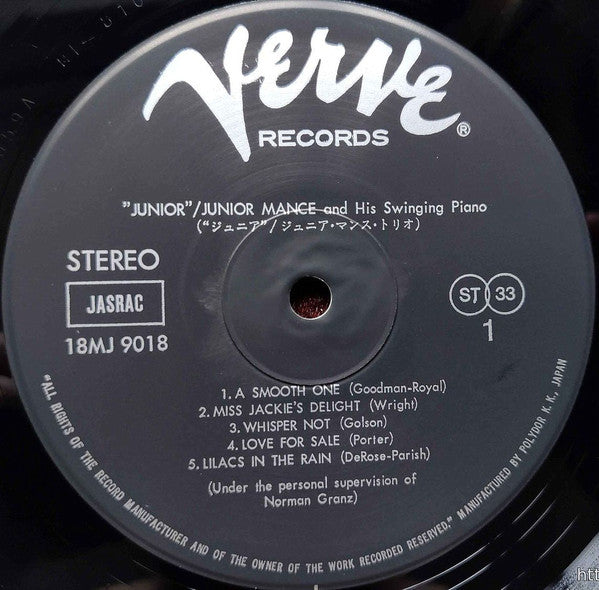 Verve
RECORDS ®
"JUNIOR"/JUNIOR MANCE and His Swinging Piano
("ジュニア"/ジュニア・マンス・トリオ)
STEREO
JASRAC
18MJ 9018
ST 33
1
1. A SMOOTH ONE (Goodman-Royal)
2. MISS JACKIE'S DELIGHT (Wright)
3. WHISPER NOT (Golson)
4. LOVE FOR SALE (Porter)
5. LILACS IN THE RAIN (DeRose-Parish)
(Under the personal supervision of
Norman Granz)
"ALL RIGHTS OF THE RECORD MANUFACTURER AND OF THE OWNER OF THE WORK RECORDED RESERVED." MANUFACTURED BY POLYDOR K. K., JAPAN